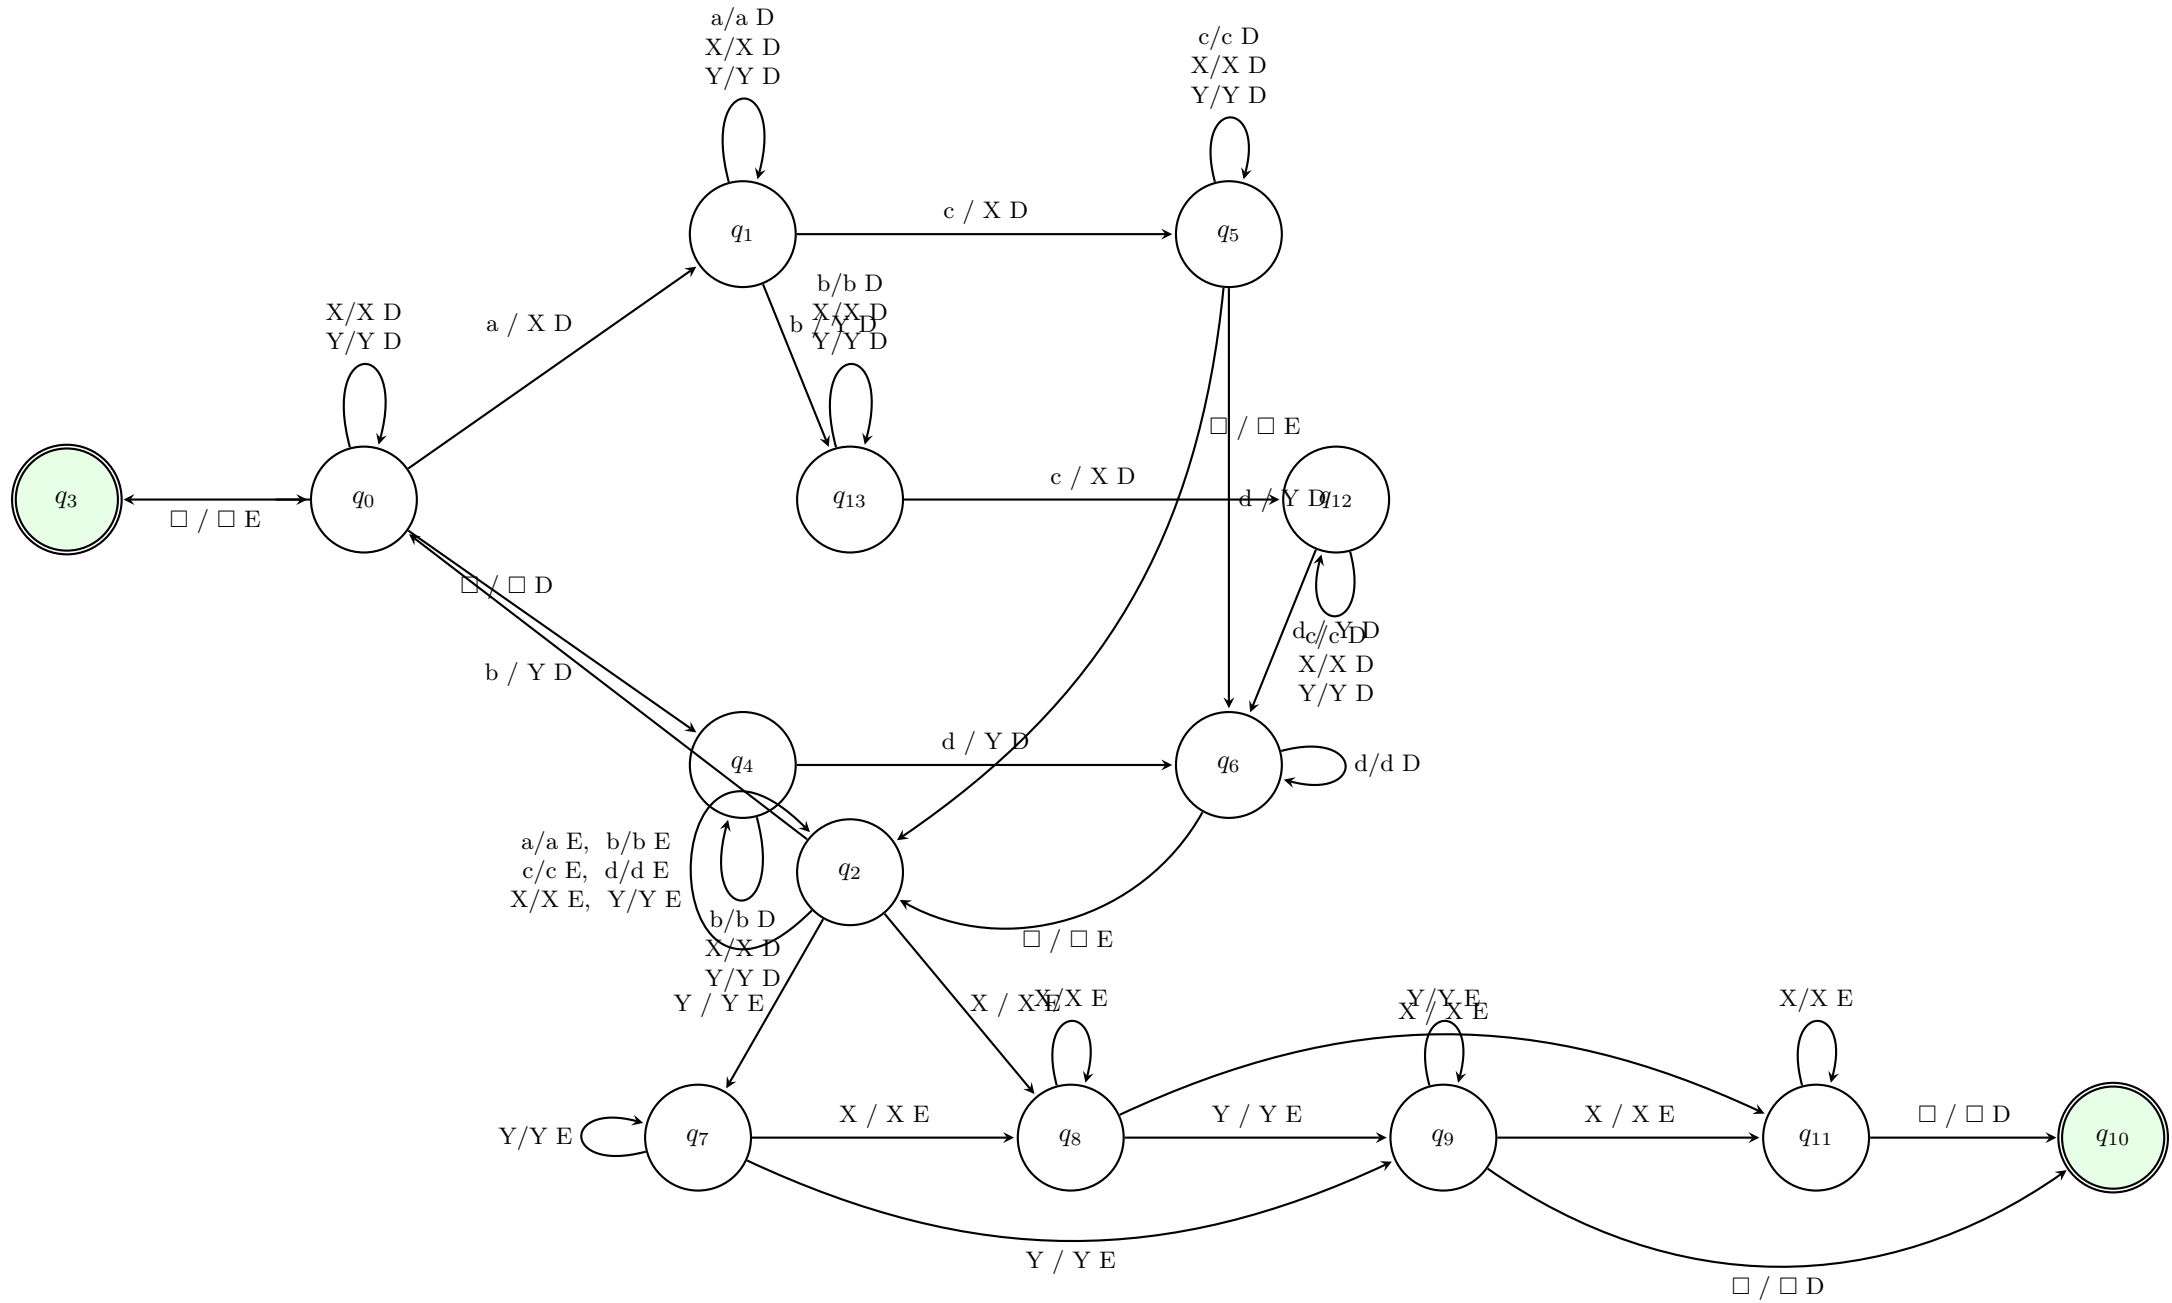 a/a D
X/X D
Y/Y D
c/c D
X/X D
Y/Y D
q1
c / X D
q5
b/b D
X/X D
Y/Y D
b / Y D
X/X D
Y/Y D
a / X D
□ / □ E
q3
□ / □ E
q0
q13
c / X D
d / Y D
q12
□ / □ D
b / Y D
d / Y D
c/c D
X/X D
Y/Y D
q4
d / Y D
q6
d/d D
a/a E, b/b E
c/c E, d/d E
X/X E, Y/Y E
q2
b/b D
X/X D
Y/Y D
□ / □ E
Y / Y E
X / X E
X/X E
Y/Y E
X / X E
X/X E
Y/Y E
q7
X / X E
q8
Y / Y E
q9
X / X E
q11
□ / □ D
q10
Y / Y E
□ / □ D